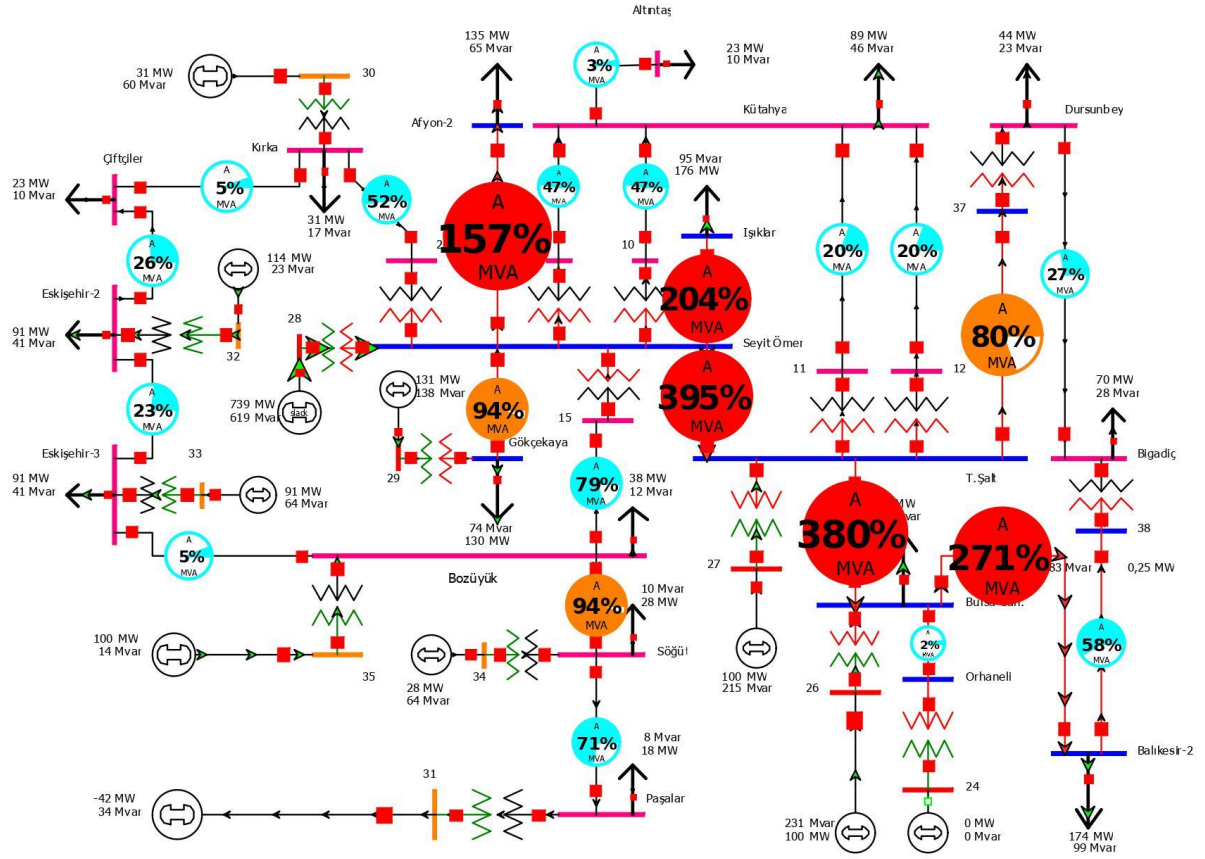 Altıntaş
135 MW
65 Mvar
89 MW
46 Mvar
44 MW
23 Mvar
23 MW
10 Mvar
A
3%
MVA
31 MW
60 Mvar
30
Afyon-2
Kütahya
Dursunbey
Kırka
Çiftçiler
95 Mvar
176 MW
23 MW
10 Mvar
A
5%
MVA
A
52%
MVA
A
47%
MVA
A
47%
MVA
31 MW
17 Mvar
37
Işıklar
A
157%
MVA
2
10
A
20%
MVA
A
20%
MVA
A
26%
MVA
114 MW
23 Mvar
A
27%
MVA
Eskişehir-2
A
204%
MVA
28
91 MW
41 Mvar
A
80%
MVA
Seyit Ömer
32
11
12
131 MW
138 Mvar
A
395%
MVA
70 MW
28 Mvar
739 MW
619 Mvar
slack
A
23%
MVA
A
94%
MVA
15
Gökçekaya
Eskişehir-3
33
T.Şalt
Bigadiç
29
91 MW
41 Mvar
91 MW
64 Mvar
A
79%
MVA
38 MW
12 Mvar
A
380%
MVA
MW
var
74 Mvar
130 MW
A
271%
MVA
38
A
5%
MVA
27
83 Mvar
0,25 MW
Bozüyük
A
94%
MVA
10 Mvar
28 MW
100 MW
14 Mvar
35
28 MW
64 Mvar
34
100 MW
215 Mvar
A
2%
MVA
A
58%
MVA
Orhaneli
26
A
71%
MVA
8 Mvar
18 MW
Balıkesir-2
31
24
-42 MW
34 Mvar
Paşalar
231 Mvar
100 MW
0 MW
0 Mvar
174 MW
99 Mvar